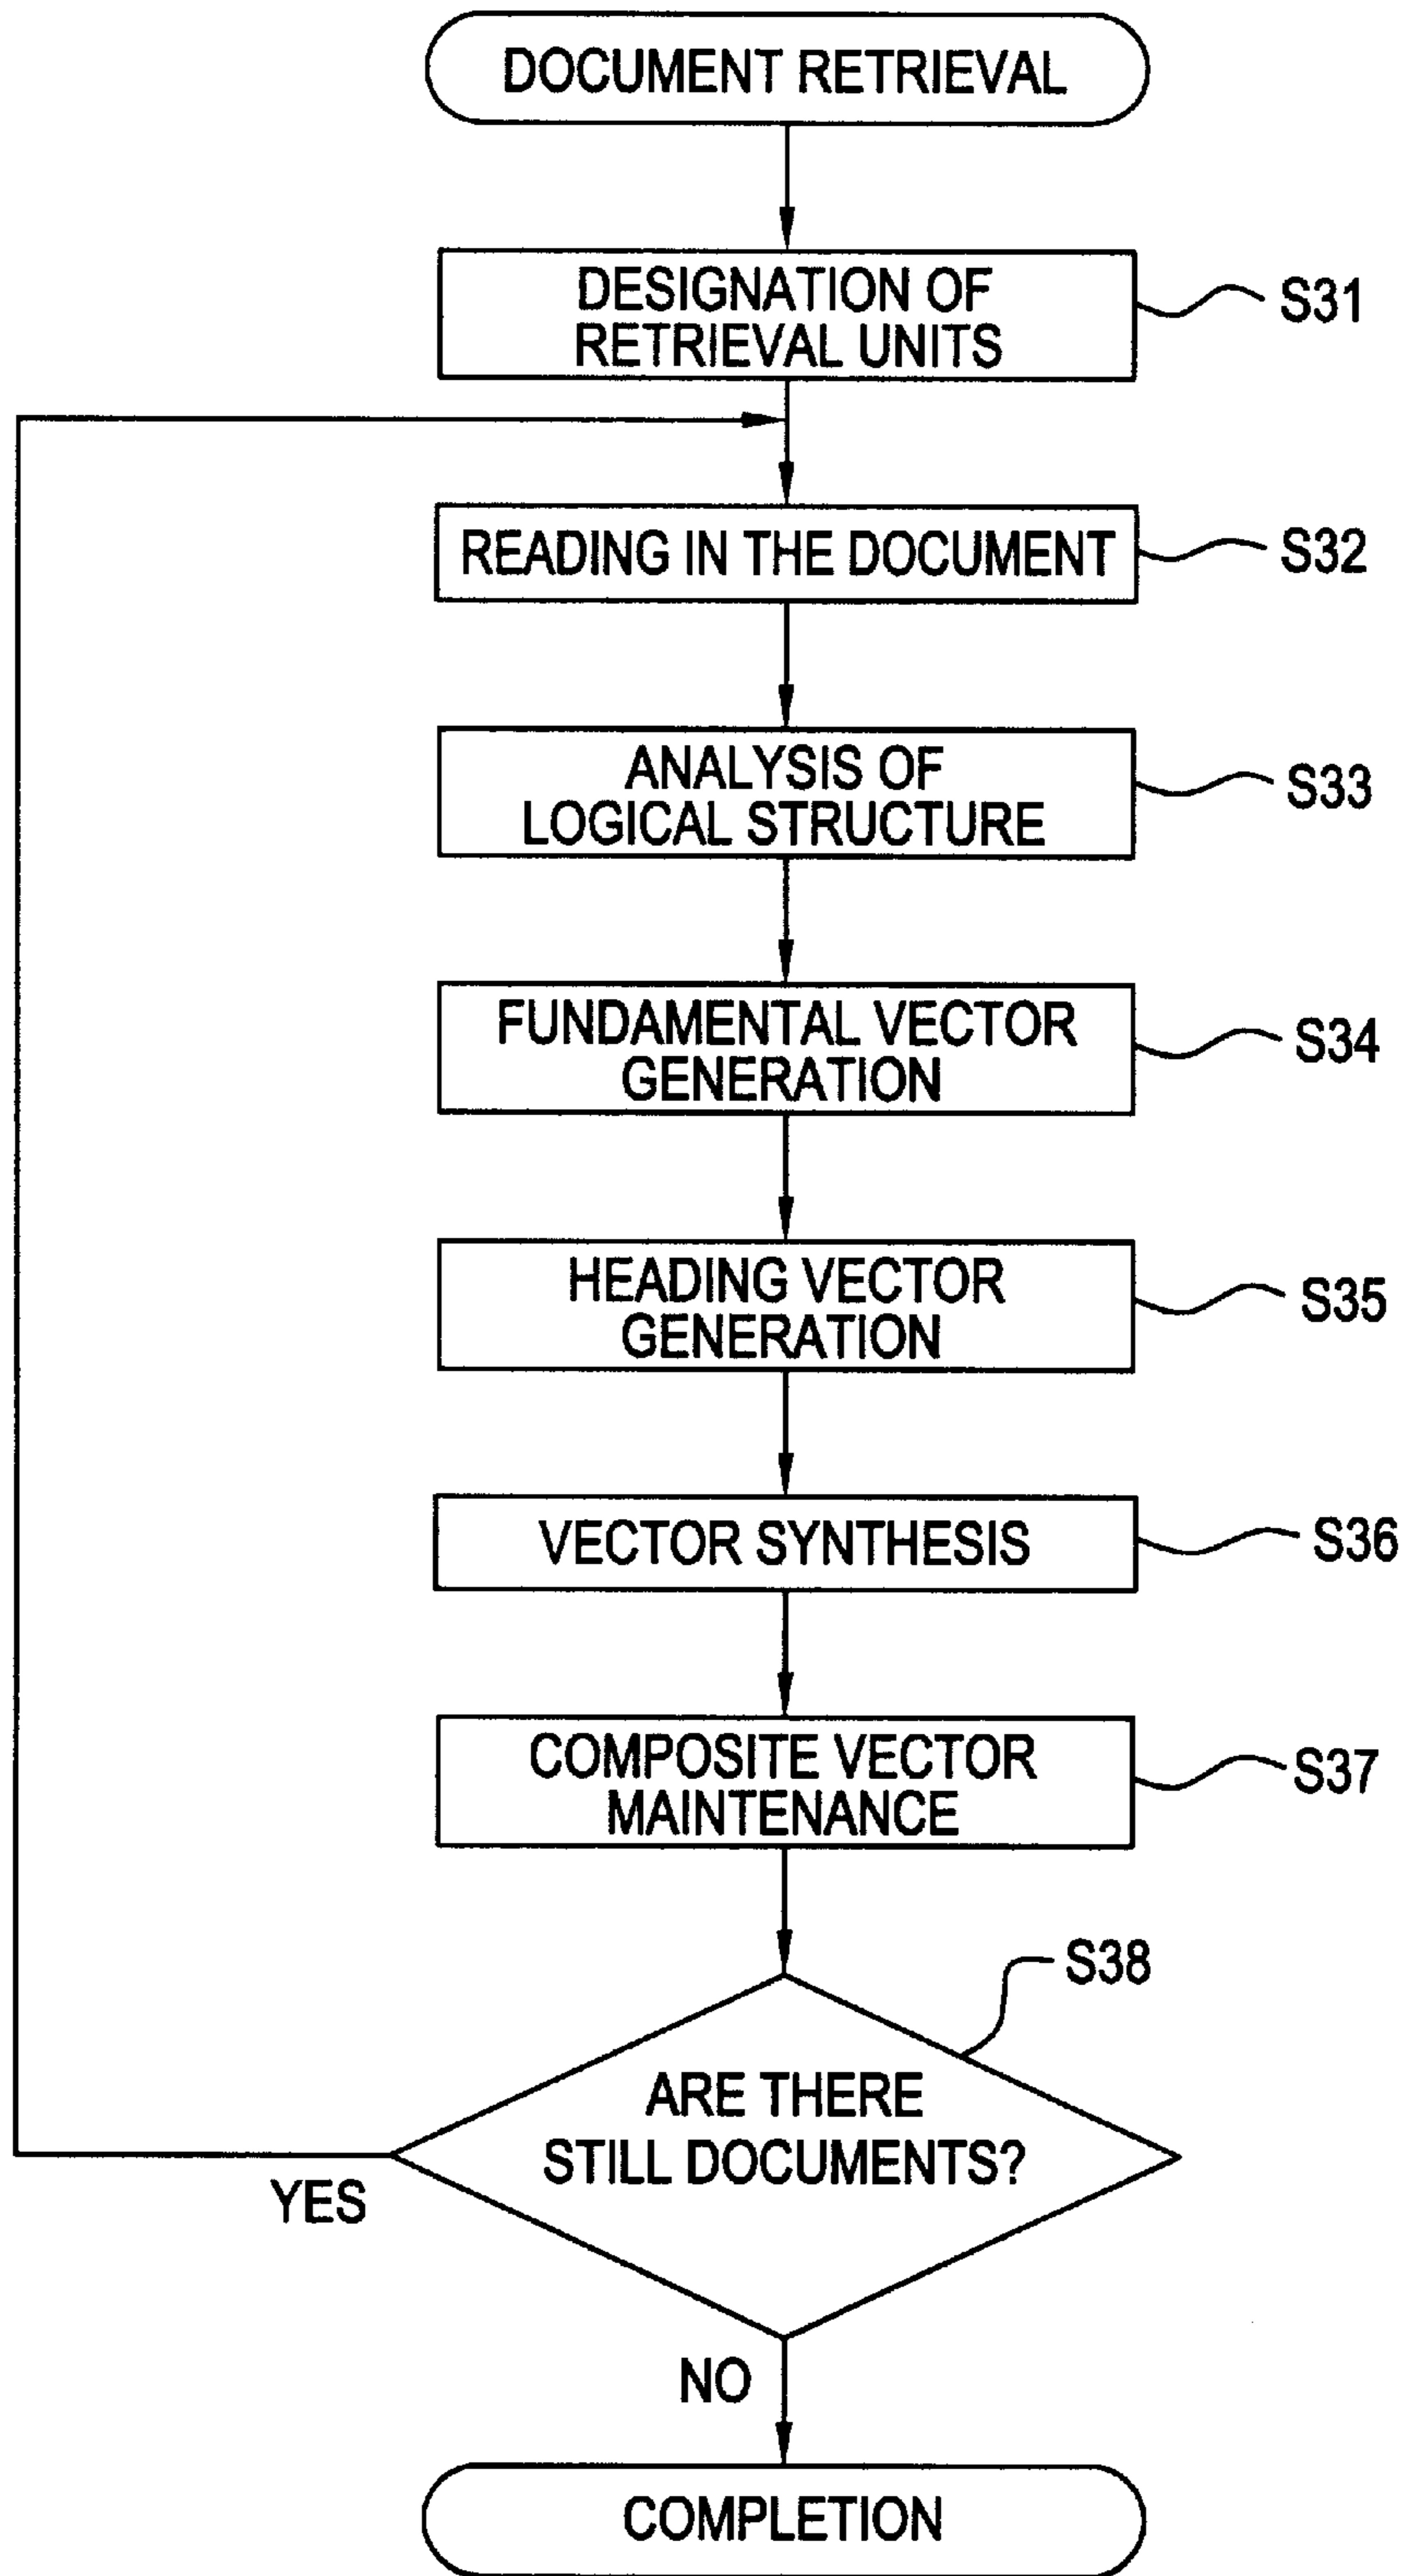 DOCUMENT RETRIEVAL
DESIGNATION OF
RETRIEVAL UNITS
S31
READING IN THE DOCUMENT
S32
ANALYSIS OF
LOGICAL STRUCTURE
S33
FUNDAMENTAL VECTOR
GENERATION
S34
HEADING VECTOR
GENERATION
S35
VECTOR SYNTHESIS
S36
COMPOSITE VECTOR
MAINTENANCE
S37
S38
ARE THERE
STILL DOCUMENTS?
YES
NO
COMPLETION